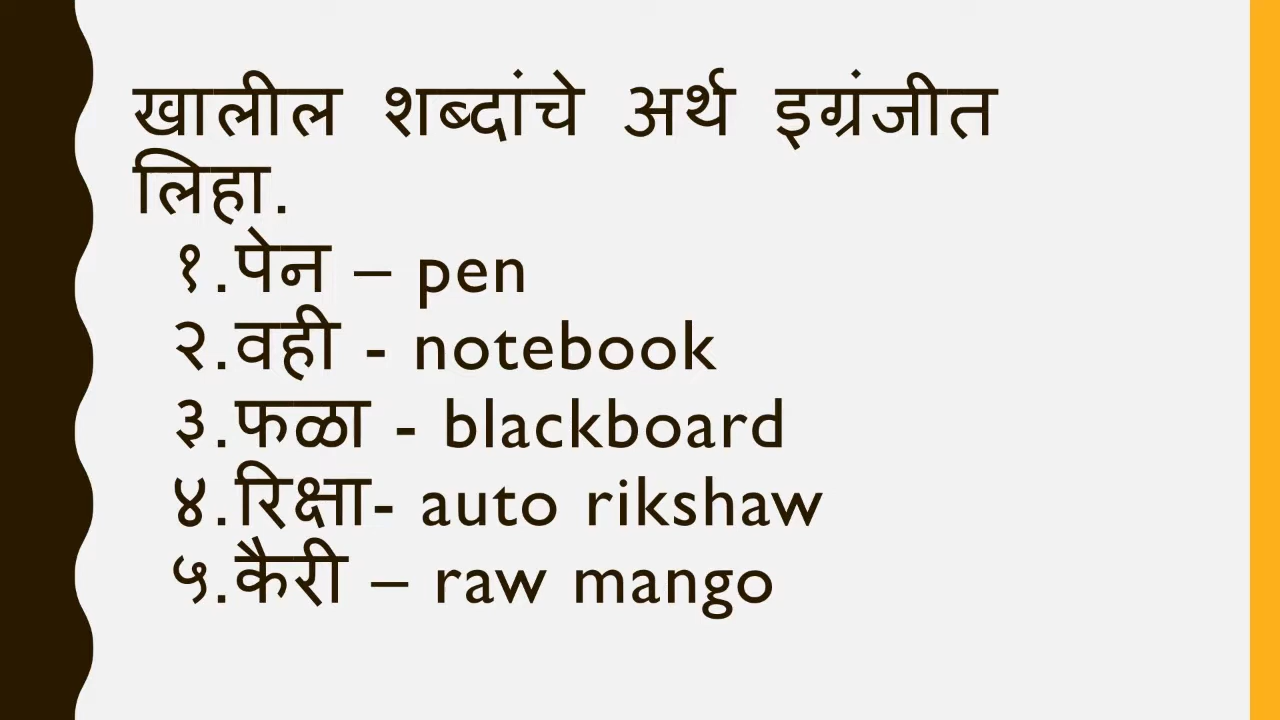 खालील शब्दांचे अर्थ इग्रंजीत
लिहा.
१.पेन – pen
२.वही - notebook
३.फळा - blackboard
४.रिक्षा- auto rikshaw
५.कैरी – raw mango